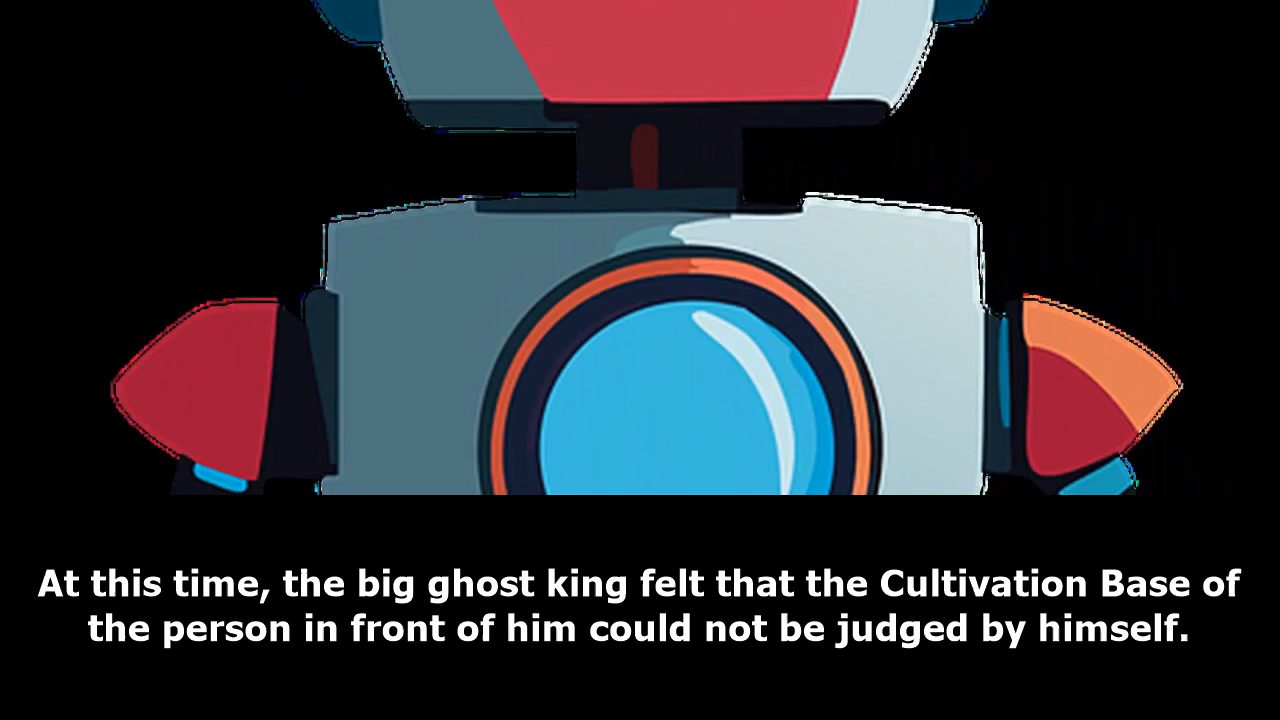 At this time, the big ghost king felt that the Cultivation Base of
the person in front of him could not be judged by himself.